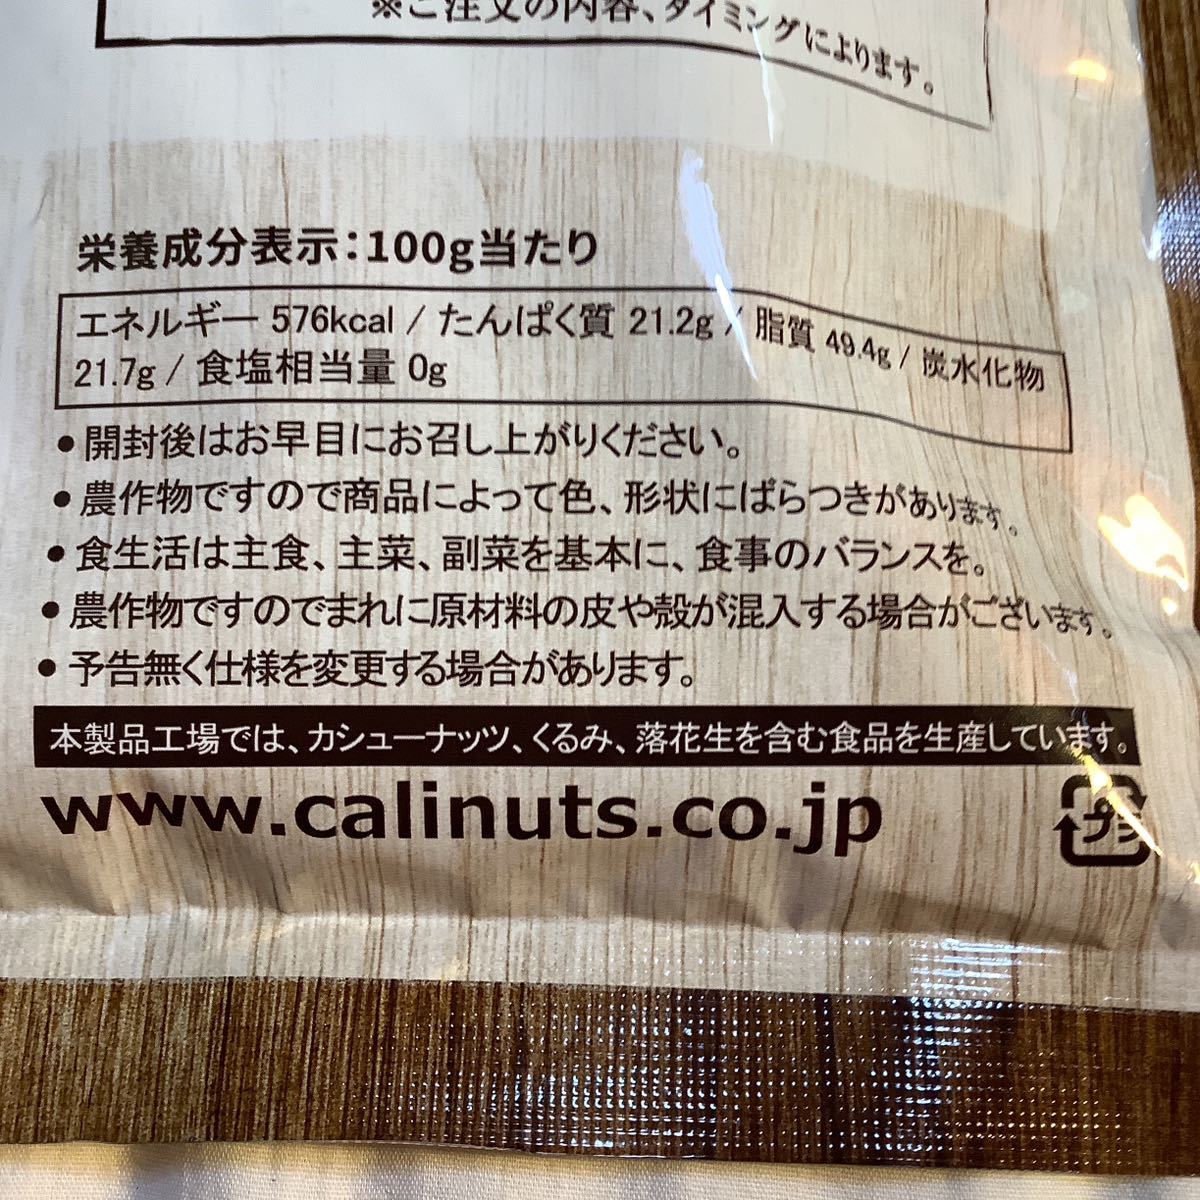 ※ご注文の内容、タイミングによります。
栄養成分表示：100g当たり
エネルギー 576kcal / たんぱく質 21.2g / 脂質 49.4g / 炭水化物
21.7g / 食塩相当量 0g
●開封後はお早目にお召し上がりください。
●農作物ですので商品によって色、形状にばらつきがあります。
●食生活は主食、主菜、副菜を基本に、食事のバランスを。
●農作物ですのでまれに原材料の皮や殻が混入する場合がございます。
●予告無く仕様を変更する場合があります。
本製品工場では、カシューナッツ、くるみ、落花生を含む食品を生産しています。
www.calinuts.co.jp
プラ